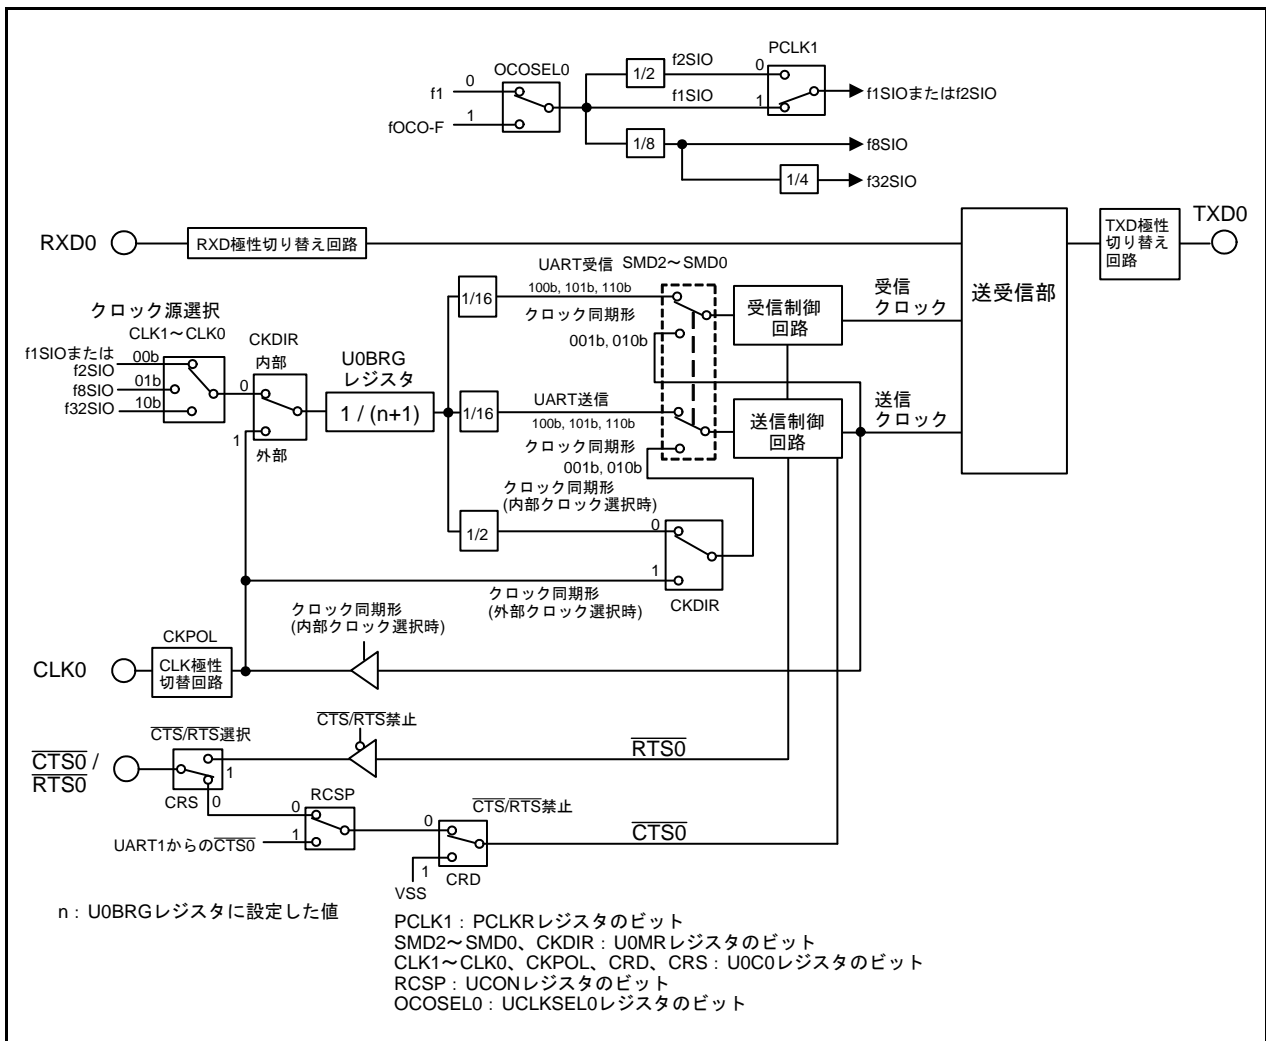 OCOSEL0
f1
0
fOCO-F
1
1/2
f2SIO
f1SIO
PCLK1
0
1
f1SIOまたはf2SIO
1/8
f8SIO
1/4
f32SIO
RXD0
RXD極性切り替え回路
送受信部
TXD極性
切り替え
回路
TXD0
クロック源選択
CLK1～CLK0
f1SIOまたは
f2SIO
00b
f8SIO
01b
f32SIO
10b
CKDIR
内部
0
1
外部
U0BRG
レジスタ
1 / (n+1)
1/16
UART受信
100b, 101b, 110b
クロック同期形
001b, 010b
SMD2～SMD0
受信制御
回路
受信
クロック
1/16
UART送信
100b, 101b, 110b
クロック同期形
001b, 010b
送信制御
回路
送信
クロック
クロック同期形
(内部クロック選択時)
1/2
0
1
CKDIR
クロック同期形
(外部クロック選択時)
クロック同期形
(内部クロック選択時)
CKPOL
CLK0
CLK極性
切替回路
CTS/RTS選択
CTS0 /
RTS0
1
CRS
0
CTS/RTS禁止
RTS0
RCSP
0
1
UART1からのCTS0
CTS/RTS禁止
0
1
VSS
CRD
CTS0
n : U0BRGレジスタに設定した値
PCLK1 : PCLKRレジスタのビット
SMD2～SMD0、CKDIR : U0MRレジスタのビット
CLK1～CLK0、CKPOL、CRD、CRS : U0C0レジスタのビット
RCSP : UCONレジスタのビット
OCOSEL0 : UCLKSEL0レジスタのビット